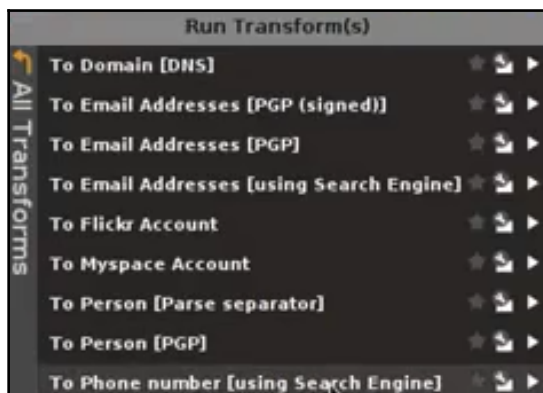 Run Transform(s)
All Transforms
To Domain [DNS]
To Email Addresses [PGP (signed)]
To Email Addresses [PGP]
To Email Addresses [using Search Engine]
To Flickr Account
To Myspace Account
To Person [Parse separator]
To Person [PGP]
To Phone number [using Search Engine]